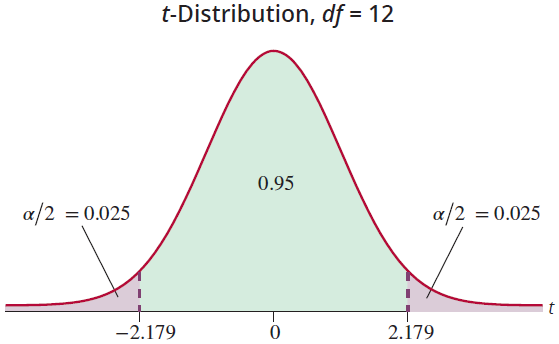 t-Distribution, df = 12
0.95
α/2 = 0.025
α/2 = 0.025
t
−2.179
0
2.179